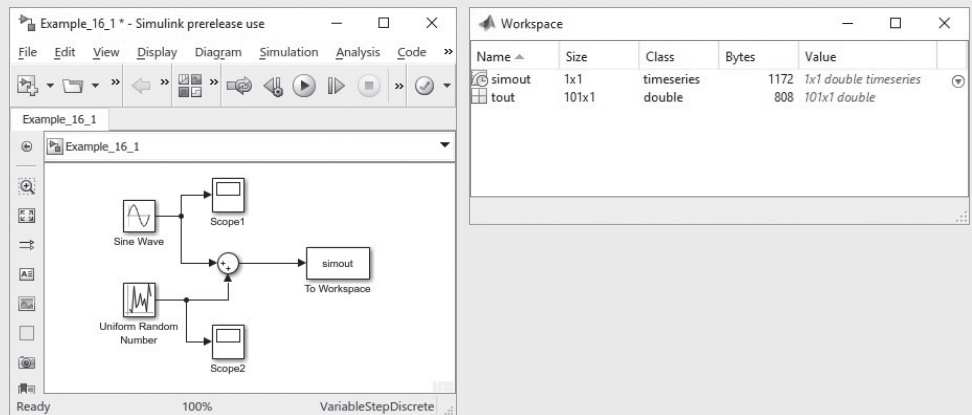 Example_16_1 * - Simulink prerelease use
File Edit View Display Diagram Simulation Analysis Code »
» » » »
Example_16_1
Example_16_1
Scope1
Sine Wave
+
+
simout
To Workspace
Uniform Random
Number
Scope2
Ready 100% VariableStepDiscrete
Workspace
Name Size Class Bytes Value
simout 1x1 timeseries 1172 1x1 double timeseries
tout 101x1 double 808 101x1 double